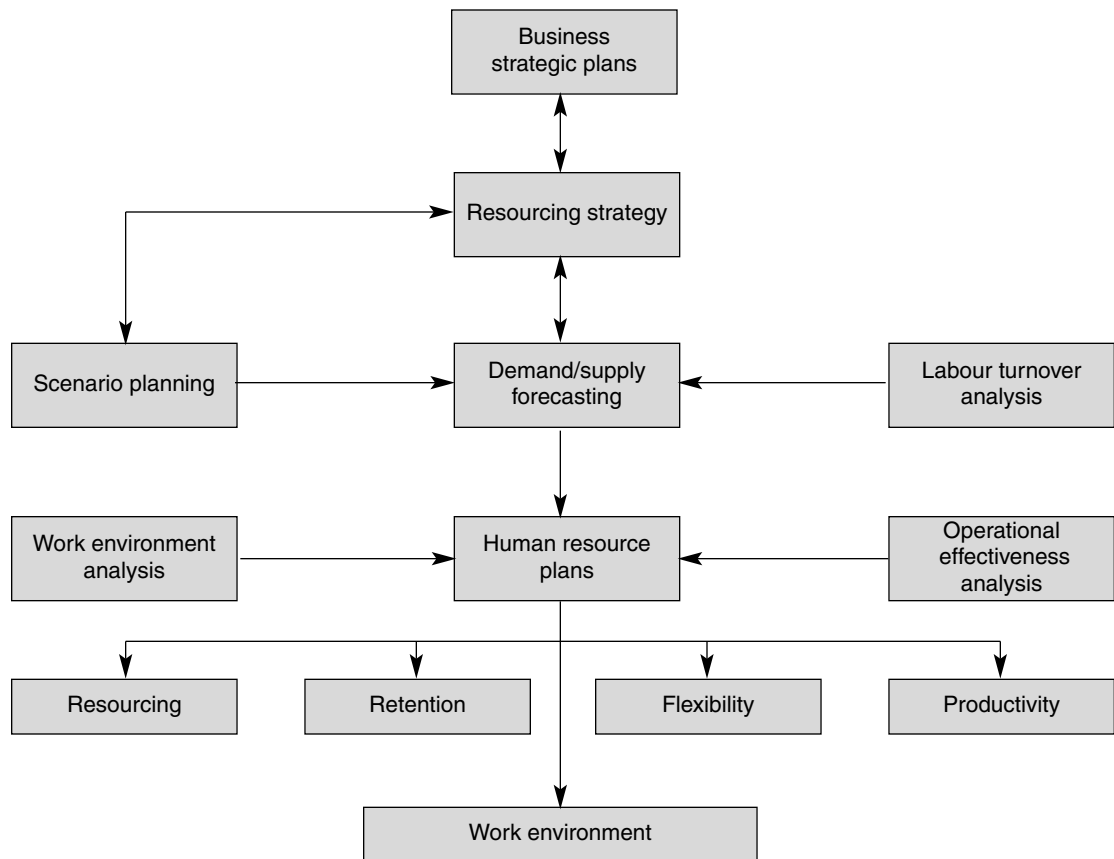 Business
strategic plans
Resourcing strategy
Scenario planning
Demand/supply
forecasting
Labour turnover
analysis
Work environment
analysis
Human resource
plans
Operational
effectiveness
analysis
Resourcing
Retention
Flexibility
Productivity
Work environment